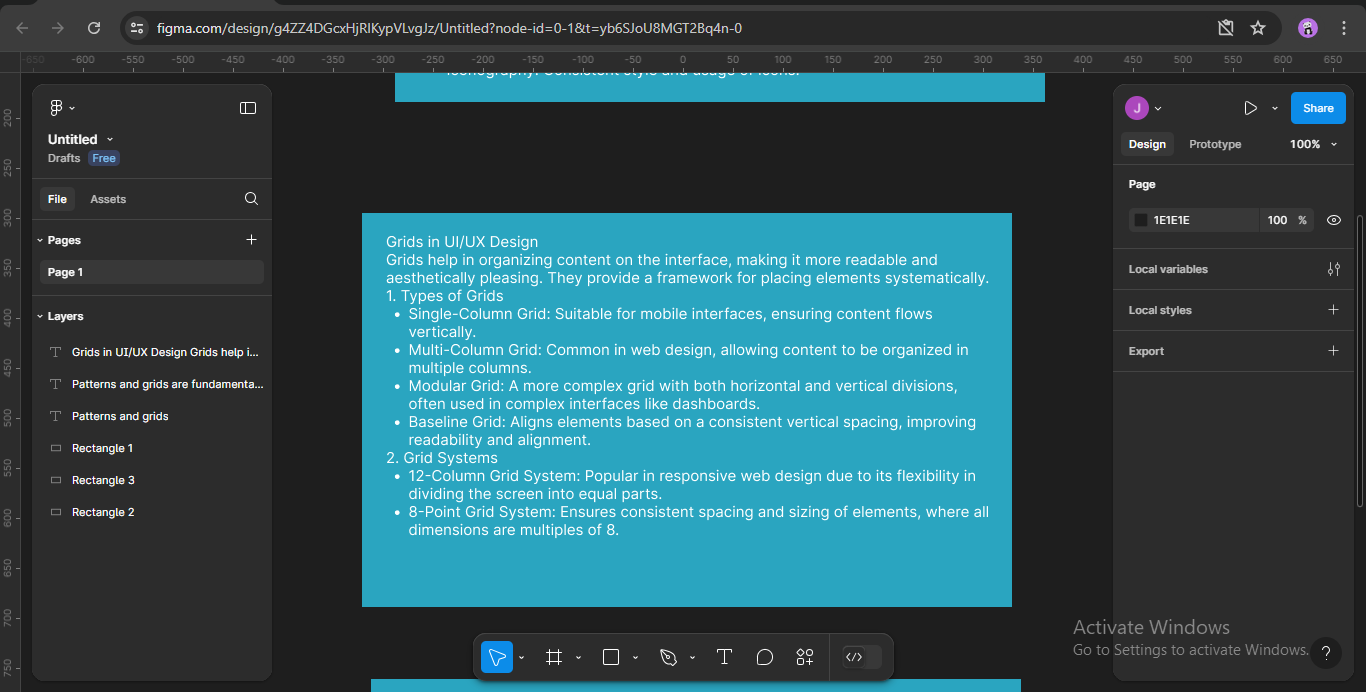 figma.com/design/g4ZZ4DGcxHjRIKypVLvgJz/Untitled?node-id=0-1&t=yb6SJoU8MGT2Bq4n-0
-650 -600 -550 -500 -450 -400 -350 -300 -250 -200 -150 -100 -50 0 50 100 150 200 250 300 350 400 450 500 550 600 650
200
250
300
350
400
450
500
550
600
650
700
750
Untitled
Drafts Free
File Assets
Pages
Page 1
Layers
Grids in UI/UX Design Grids help i...
Patterns and grids are fundamenta...
Patterns and grids
Rectangle 1
Rectangle 3
Rectangle 2
Iconography: Consistent style and usage of icons.
Grids in UI/UX Design
Grids help in organizing content on the interface, making it more readable and
aesthetically pleasing. They provide a framework for placing elements systematically.
1. Types of Grids
• Single-Column Grid: Suitable for mobile interfaces, ensuring content flows
vertically.
• Multi-Column Grid: Common in web design, allowing content to be organized in
multiple columns.
• Modular Grid: A more complex grid with both horizontal and vertical divisions,
often used in complex interfaces like dashboards.
• Baseline Grid: Aligns elements based on a consistent vertical spacing, improving
readability and alignment.
2. Grid Systems
• 12-Column Grid System: Popular in responsive web design due to its flexibility in
dividing the screen into equal parts.
• 8-Point Grid System: Ensures consistent spacing and sizing of elements, where all
dimensions are multiples of 8.
J
Share
Design Prototype 100%
Page
1E1E1E 100 %
Local variables
Local styles
Export
Activate Windows
Go to Settings to activate Windows.
?